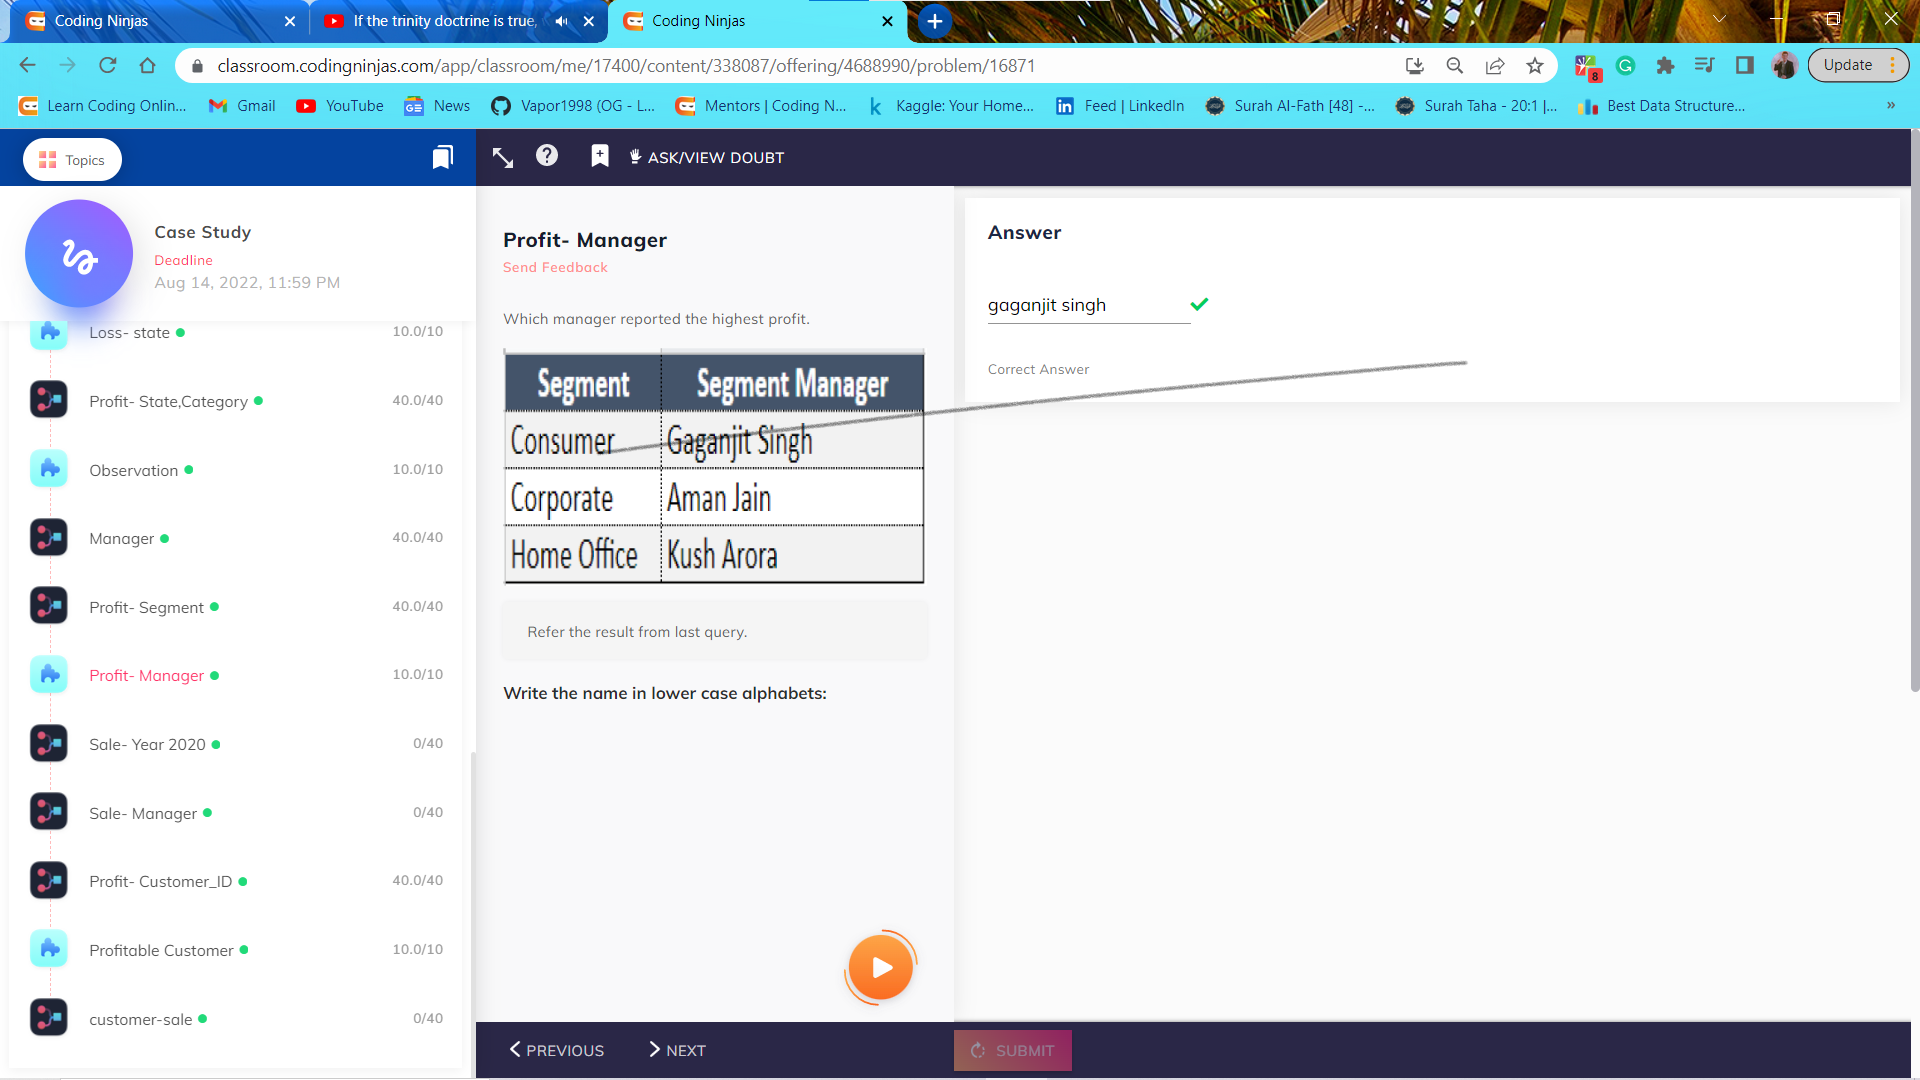 Coding Ninjas
If the trinity doctrine is true,
Coding Ninjas
classroom.codingninjas.com/app/classroom/me/17400/content/338087/offering/4688990/problem/16871
8
Update
Learn Coding Onlin...
Gmail
YouTube
News
Vapor1998 (OG - L...
Mentors | Coding N...
Kaggle: Your Home...
Feed | LinkedIn
Surah Al-Fath [48] -...
Surah Taha - 20:1 |...
Best Data Structure...
»
Topics
ASK/VIEW DOUBT
Case Study
Deadline
Aug 14, 2022, 11:59 PM
Loss- state 10.0/10
Profit- State,Category 40.0/40
Observation 10.0/10
Manager 40.0/40
Profit- Segment 40.0/40
Profit- Manager 10.0/10
Sale- Year 2020 0/40
Sale- Manager 0/40
Profit- Customer_ID 40.0/40
Profitable Customer 10.0/10
customer-sale 0/40
Profit- Manager
Send Feedback
Which manager reported the highest profit.
Segment Segment Manager
Consumer Gaganjit Singh
Corporate Aman Jain
Home Office Kush Arora
Refer the result from last query.
Write the name in lower case alphabets:
Answer
gaganjit singh
Correct Answer
PREVIOUS
NEXT
SUBMIT